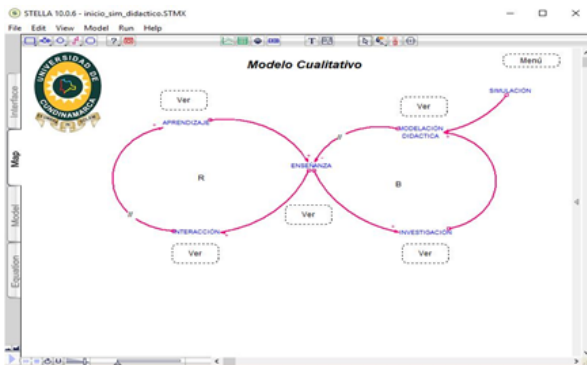 STELLA 10.0.6 - inicio_sim_didactico.STMX
File Edit View Model Run Help
UNIVERSIDAD DE CUNDINAMARCA
Modelo Cualitativo
Menú
Interface
Map
Model
Equation
Ver
Ver
SIMULACIÓN
APRENDIZAJE
MODELACIÓN
DIDACTICA
ENSEÑANZA
R
B
Ver
INTERACCIÓN
INVESTIGACIÓN
Ver
Ver